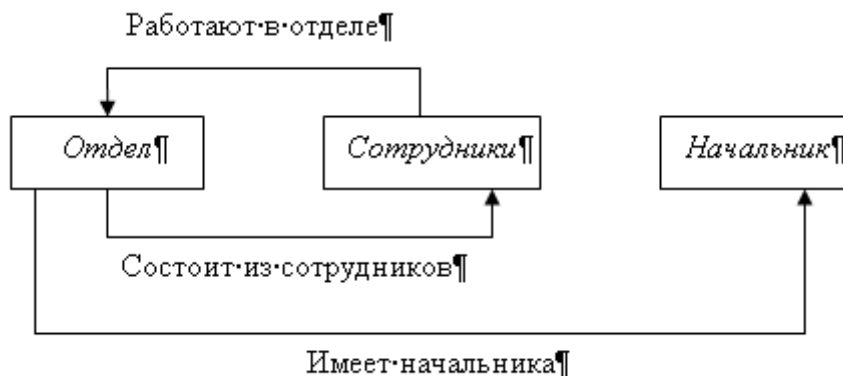 Работают·в·отделе¶
Отдел¶ Сотрудники¶ Начальник¶
Состоит·из·сотрудников¶
Имеет·начальника¶